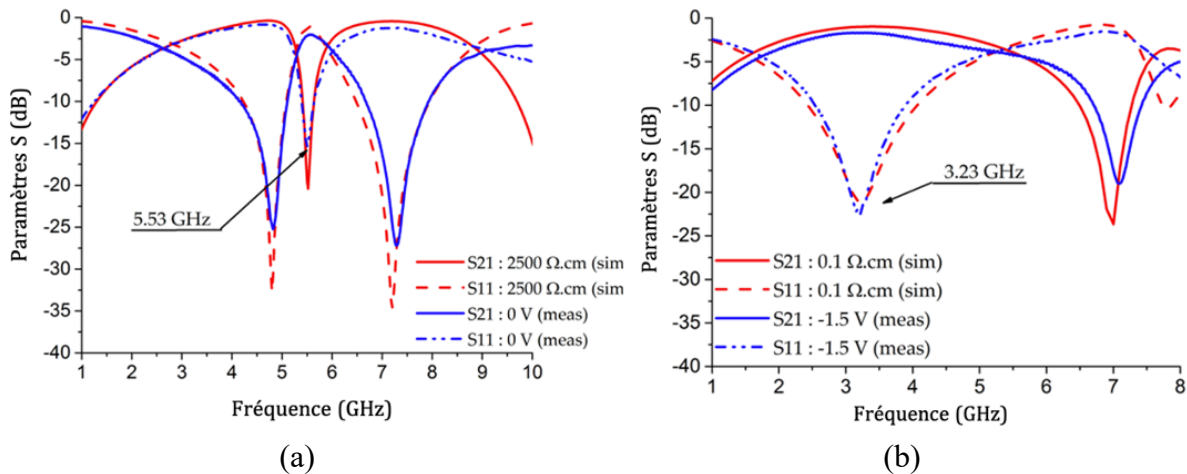 0
-5
-10
-15
-20
-25
-30
-35
-40
Paramètres S (dB)
5.53 GHz
S21 : 2500 Ω.cm (sim
S11 : 2500 Ω.cm (sim
S21 : 0 V (meas)
S11 : 0 V (meas)
1 2 3 4 5 6 7 8 9 10
Fréquence (GHz)
(a)
0
-5
-10
-15
-20
-25
-30
-35
-40
Paramètres S (dB)
3.23 GHz
S21 : 0.1 Ω.cm (sim)
S11 : 0.1 Ω.cm (sim)
S21 : -1.5 V (meas)
S11 : -1.5 V (meas)
1 2 3 4 5 6 7 8
Fréquence (GHz)
(b)